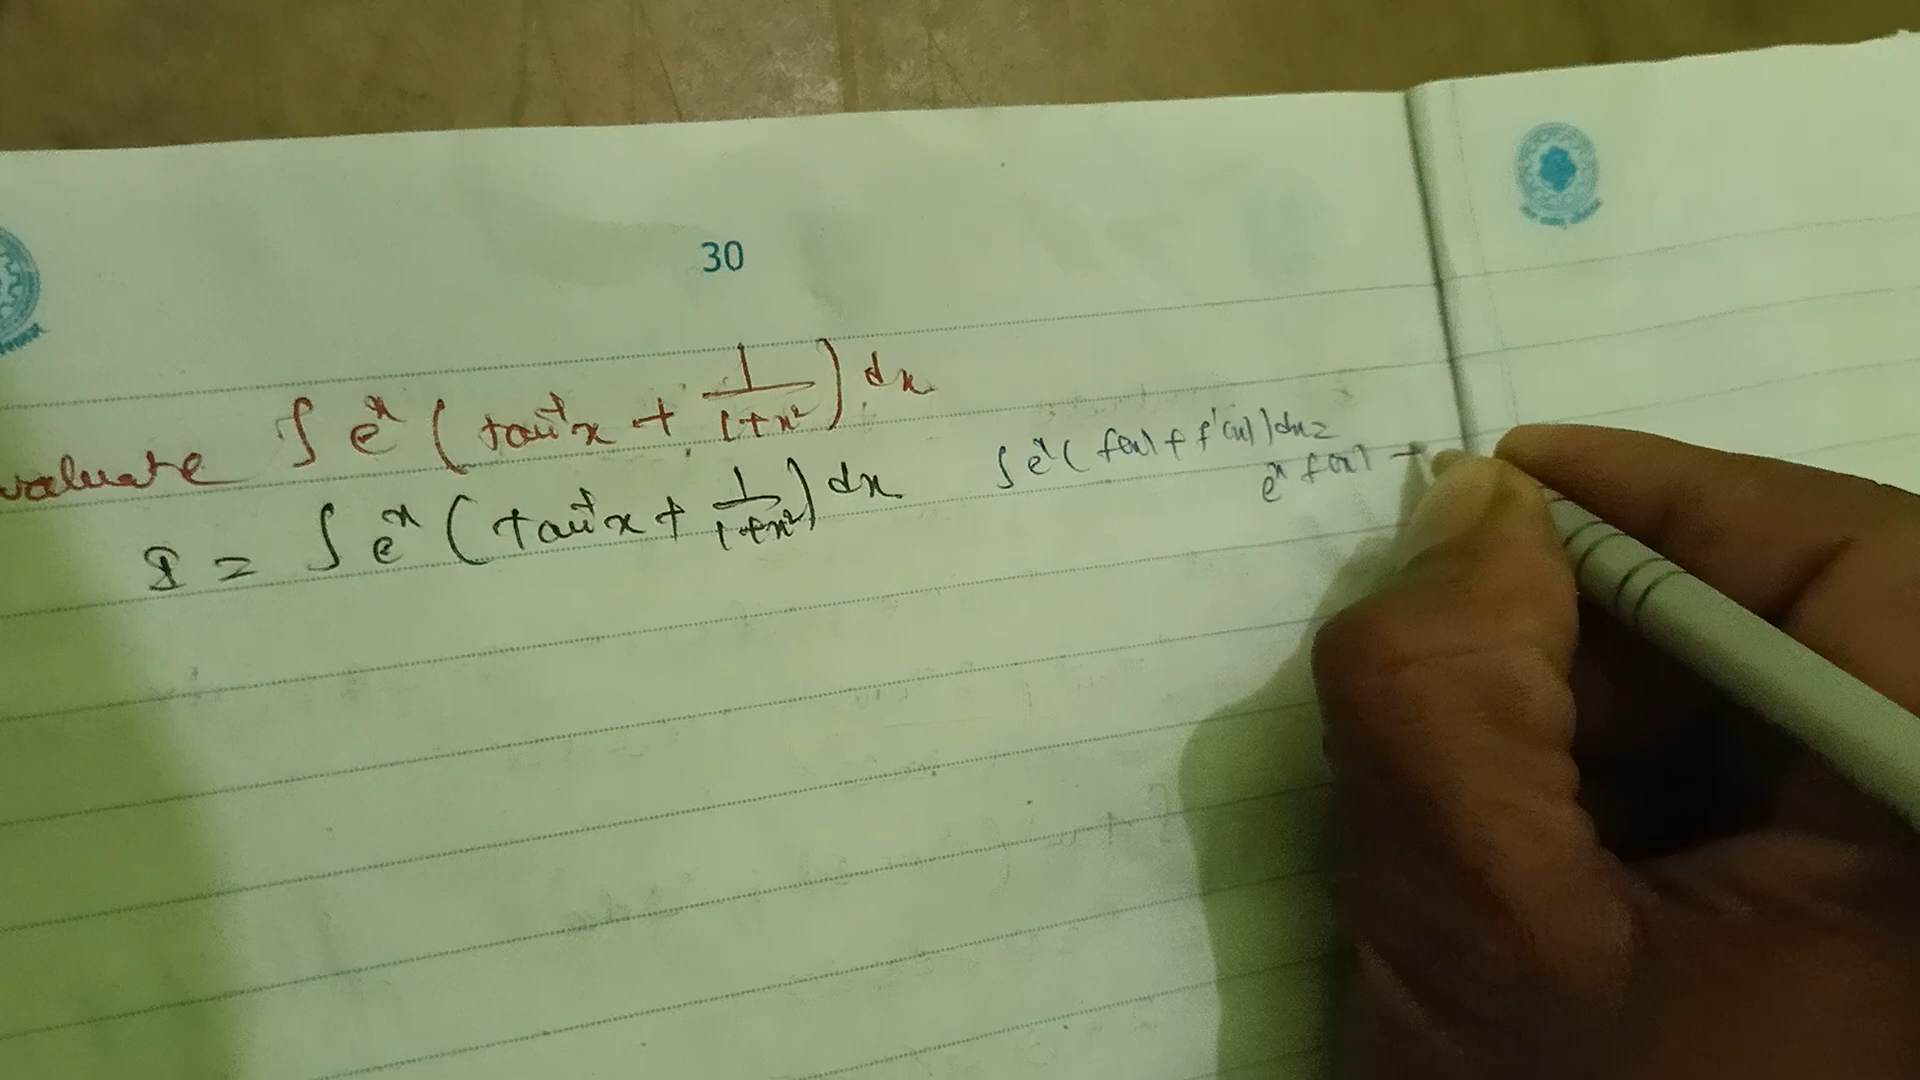 30
valuate ∫ eˣ ( tan⁻¹x + 1/(1+x²) ) dx
I = ∫ eˣ ( tan⁻¹x + 1/(1+x²) ) dx
∫ eˣ ( f(x) + f'(x) ) dx =
eˣ f(x) +